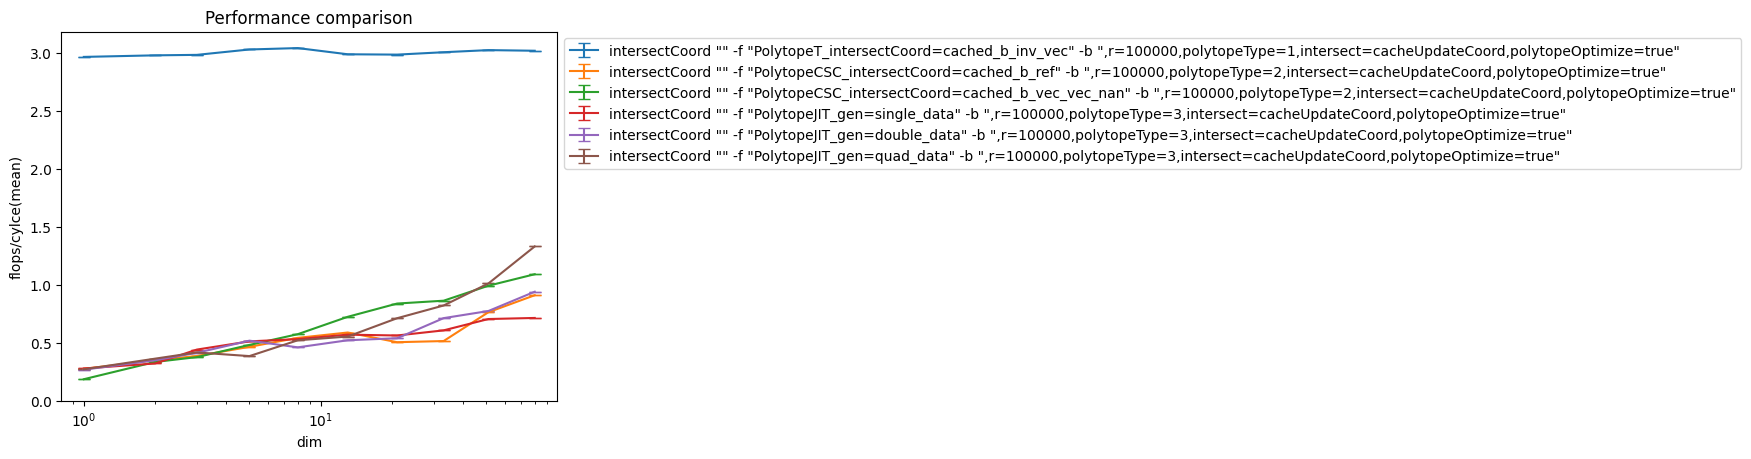 Performance comparison
flops/cylce(mean)
3.0
2.5
2.0
1.5
1.0
0.5
0.0
10^0
10^1
dim
intersectCoord "" -f "PolytopeT_intersectCoord=cached_b_inv_vec" -b ",r=100000,polytopeType=1,intersect=cacheUpdateCoord,polytopeOptimize=true"
intersectCoord "" -f "PolytopeCSC_intersectCoord=cached_b_ref" -b ",r=100000,polytopeType=2,intersect=cacheUpdateCoord,polytopeOptimize=true"
intersectCoord "" -f "PolytopeCSC_intersectCoord=cached_b_vec_vec_nan" -b ",r=100000,polytopeType=2,intersect=cacheUpdateCoord,polytopeOptimize=true"
intersectCoord "" -f "PolytopeJIT_gen=single_data" -b ",r=100000,polytopeType=3,intersect=cacheUpdateCoord,polytopeOptimize=true"
intersectCoord "" -f "PolytopeJIT_gen=double_data" -b ",r=100000,polytopeType=3,intersect=cacheUpdateCoord,polytopeOptimize=true"
intersectCoord "" -f "PolytopeJIT_gen=quad_data" -b ",r=100000,polytopeType=3,intersect=cacheUpdateCoord,polytopeOptimize=true"